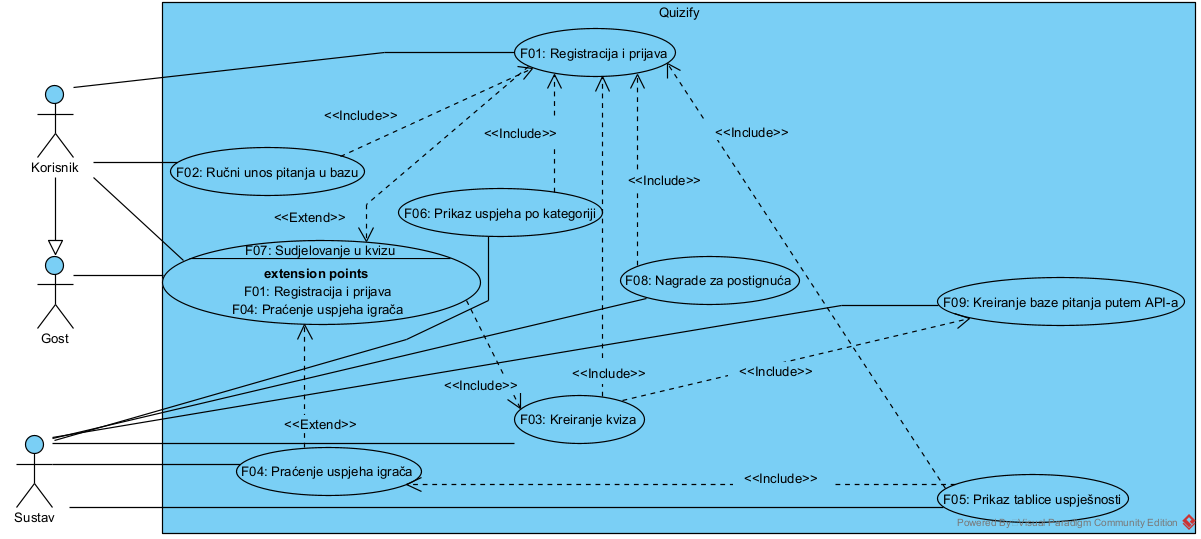 Quizify
F01: Registracija i prijava
<<Include>>
<<Include>>
<<Include>>
Korisnik
F02: Ručni unos pitanja u bazu
<<Include>>
<<Extend>>
F06: Prikaz uspjeha po kategoriji
F07: Sudjelovanje u kvizu
extension points
F01: Registracija i prijava
F04: Praćenje uspjeha igrača
F08: Nagrade za postignuća
F09: Kreiranje baze pitanja putem API-a
Gost
<<Include>>
<<Include>>
<<Include>>
F03: Kreiranje kviza
<<Extend>>
F04: Praćenje uspjeha igrača
<<Include>>
F05: Prikaz tablice uspješnosti
Sustav
Powered By: Visual Paradigm Community Edition